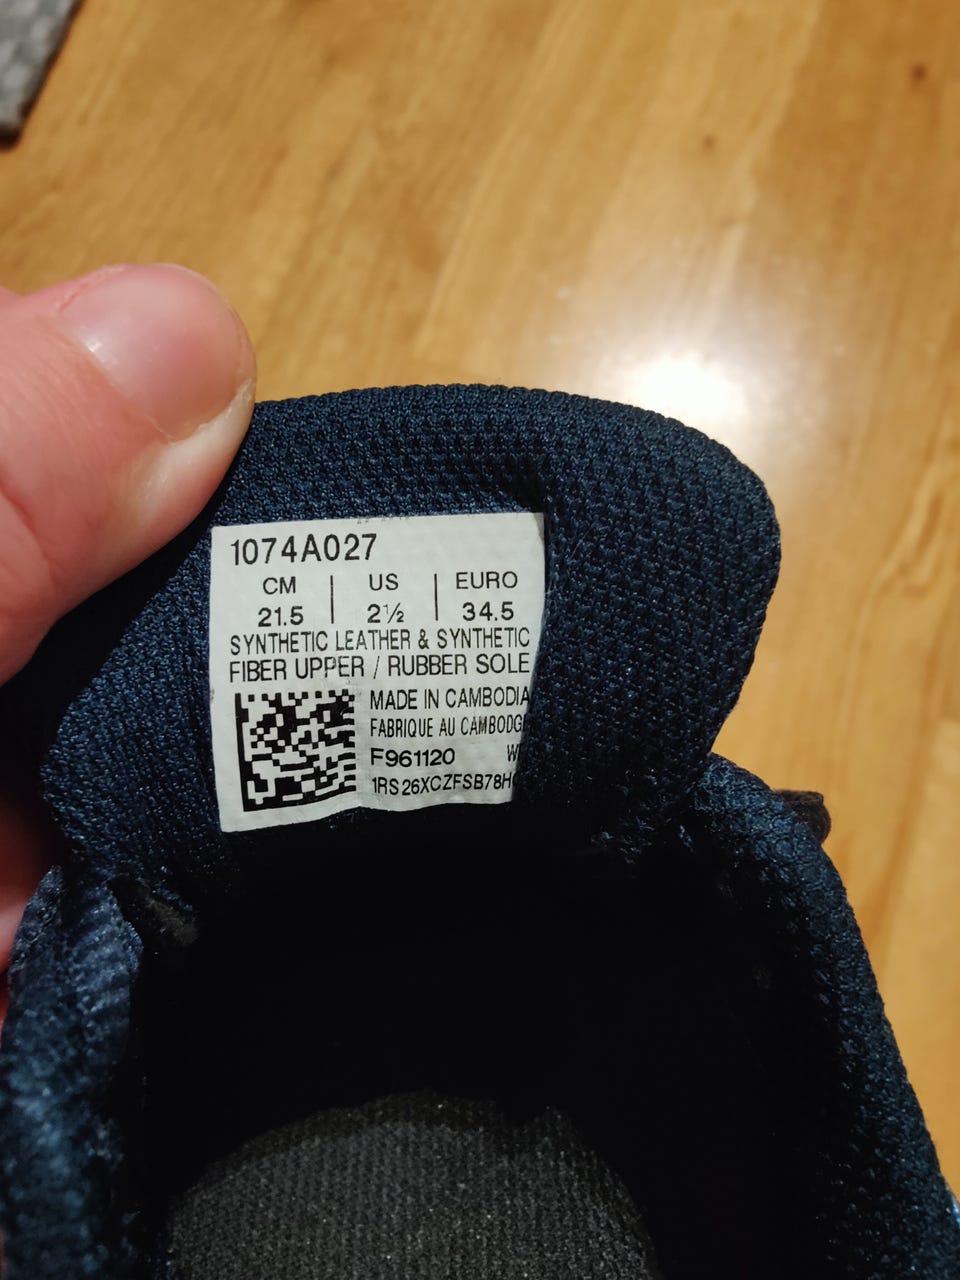 1074A027
CM | US | EURO
21.5 | 2½ | 34.5
SYNTHETIC LEATHER & SYNTHETIC
FIBER UPPER / RUBBER SOLE
MADE IN CAMBODIA
FABRIQUE AU
F961120